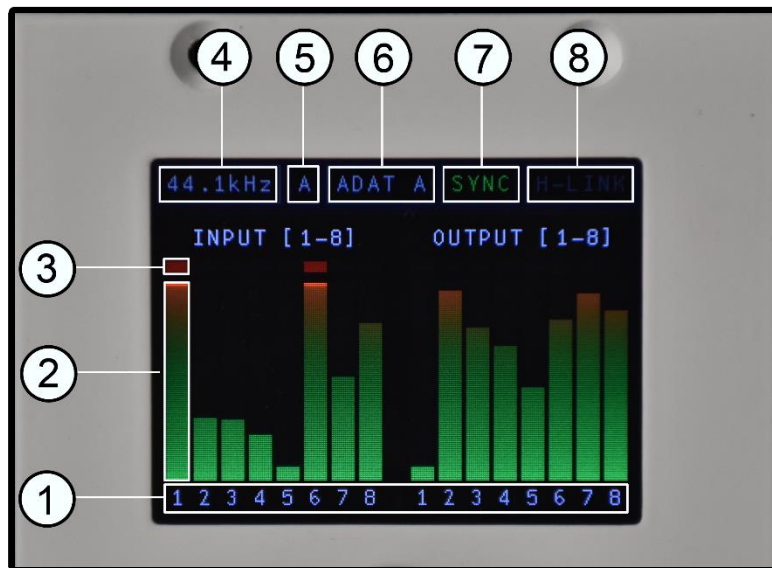 4 5 6 7 8
44.1kHz A ADAT A SYNC H-LINK
INPUT [1-8] OUTPUT [1-8]
3
2
1
1 2 3 4 5 6 7 8 1 2 3 4 5 6 7 8